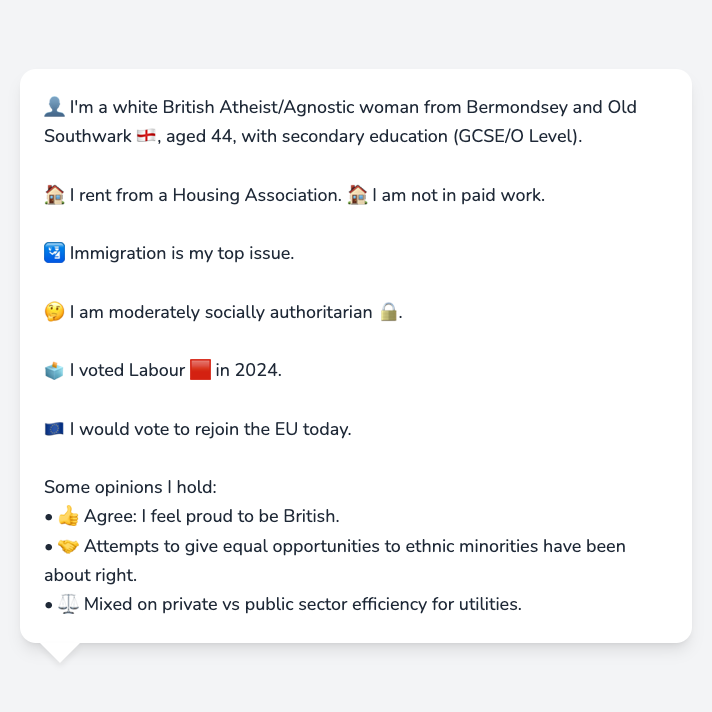 👤 I'm a white British Atheist/Agnostic woman from Bermondsey and Old
Southwark 🏴󠁧󠁢󠁥󠁮󠁧󠁿, aged 44, with secondary education (GCSE/O Level).
🏠 I rent from a Housing Association. 🏠 I am not in paid work.
🛂 Immigration is my top issue.
🤔 I am moderately socially authoritarian 🔒.
🗳️ I voted Labour 🟥 in 2024.
🇪🇺 I would vote to rejoin the EU today.
Some opinions I hold:
• 👍 Agree: I feel proud to be British.
• 🤝 Attempts to give equal opportunities to ethnic minorities have been
about right.
• ⚖️ Mixed on private vs public sector efficiency for utilities.